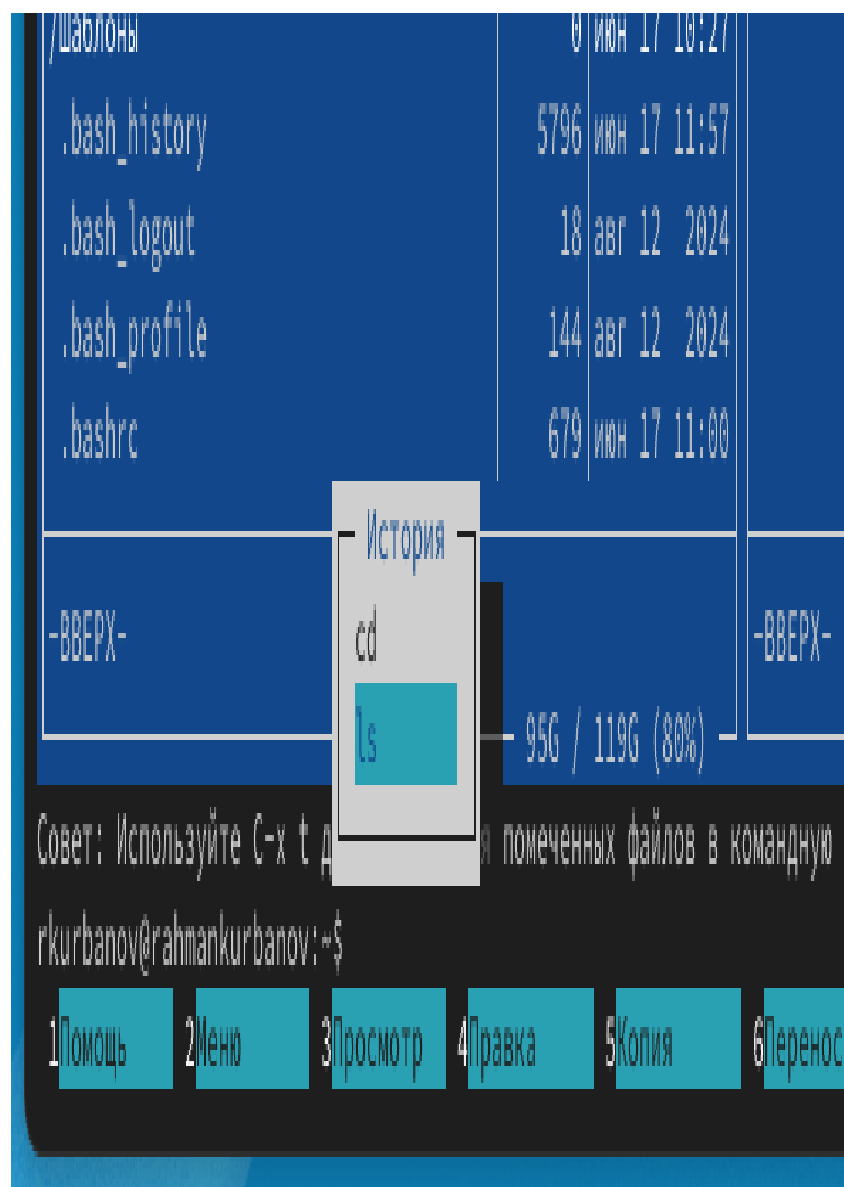 /Шаблоны 0 июн 17 10:27
.bash_history 5796 июн 17 11:57
.bash_logout 18 авг 12 2024
.bash_profile 144 авг 12 2024
.bashrc 679 июн 17 11:00
История
cd
-ВВЕРХ- -ВВЕРХ-
ls
95G / 119G (80%)
Совет: Используйте C-x t д я помеченных файлов в командную
rkurbanov@rahmankurbanov:~$
1Помощь 2Меню 3Просмотр 4Правка 5Копия 6Перенос